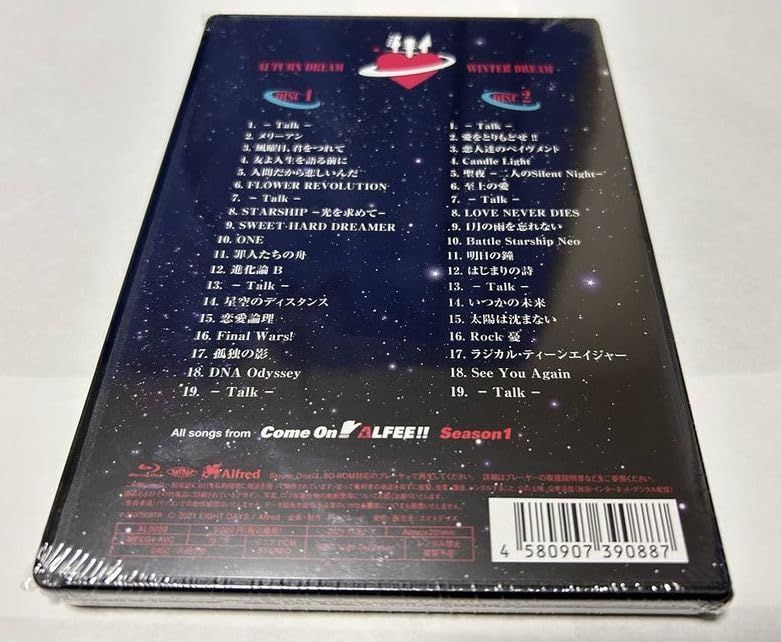 AUTUMN DREAM
DISC 1
1. − Talk −
2. メリーアン
3. 風曜日、君をつれて
4. 友よ人生を語る前に
5. 人間だから悲しいんだ
6. FLOWER REVOLUTION
7. − Talk −
8. STARSHIP −光を求めて−
9. SWEET HARD DREAMER
10. ONE
11. 罪人たちの舟
12. 進化論 B
13. − Talk −
14. 星空のディスタンス
15. 恋愛論理
16. Final Wars!
17. 孤独の影
18. DNA Odyssey
19. − Talk −
WINTER DREAM
DISC 2
1. − Talk −
2. 愛をとりもどせ!!
3. 恋人達のペイヴメント
4. Candle Light
5. 聖夜 −二人のSilent Night−
6. 至上の愛
7. − Talk −
8. LOVE NEVER DIES
9. 1月の雨を忘れない
10. Battle Starship Neo
11. 明日の鐘
12. はじまりの詩
13. − Talk −
14. いつかの未来
15. 太陽は沈まない
16. Rock 憂
17. ラジカル・ティーンエイジャー
18. See You Again
19. − Talk −
All songs from Come On! ALFEE!! Season1
Alfred
2021 EIGHT DAYS / Alfred
4 580907 390887